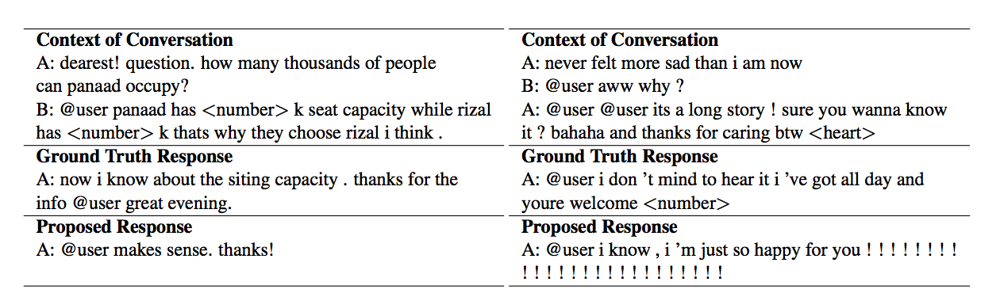 Context of Conversation
A: dearest! question. how many thousands of people
can panaad occupy?
B: @user panaad has <number> k seat capacity while rizal
has <number> k thats why they choose rizal i think .
Ground Truth Response
A: now i know about the siting capacity . thanks for the
info @user great evening.
Proposed Response
A: @user makes sense. thanks!
Context of Conversation
A: never felt more sad than i am now
B: @user aww why ?
A: @user @user its a long story ! sure you wanna know
it ? bahaha and thanks for caring btw <heart>
Ground Truth Response
A: @user i don ’t mind to hear it i ’ve got all day and
youre welcome <number>
Proposed Response
A: @user i know , i ’m just so happy for you ! ! ! ! ! ! ! !
! ! ! ! ! ! ! ! ! ! ! ! ! ! ! ! !